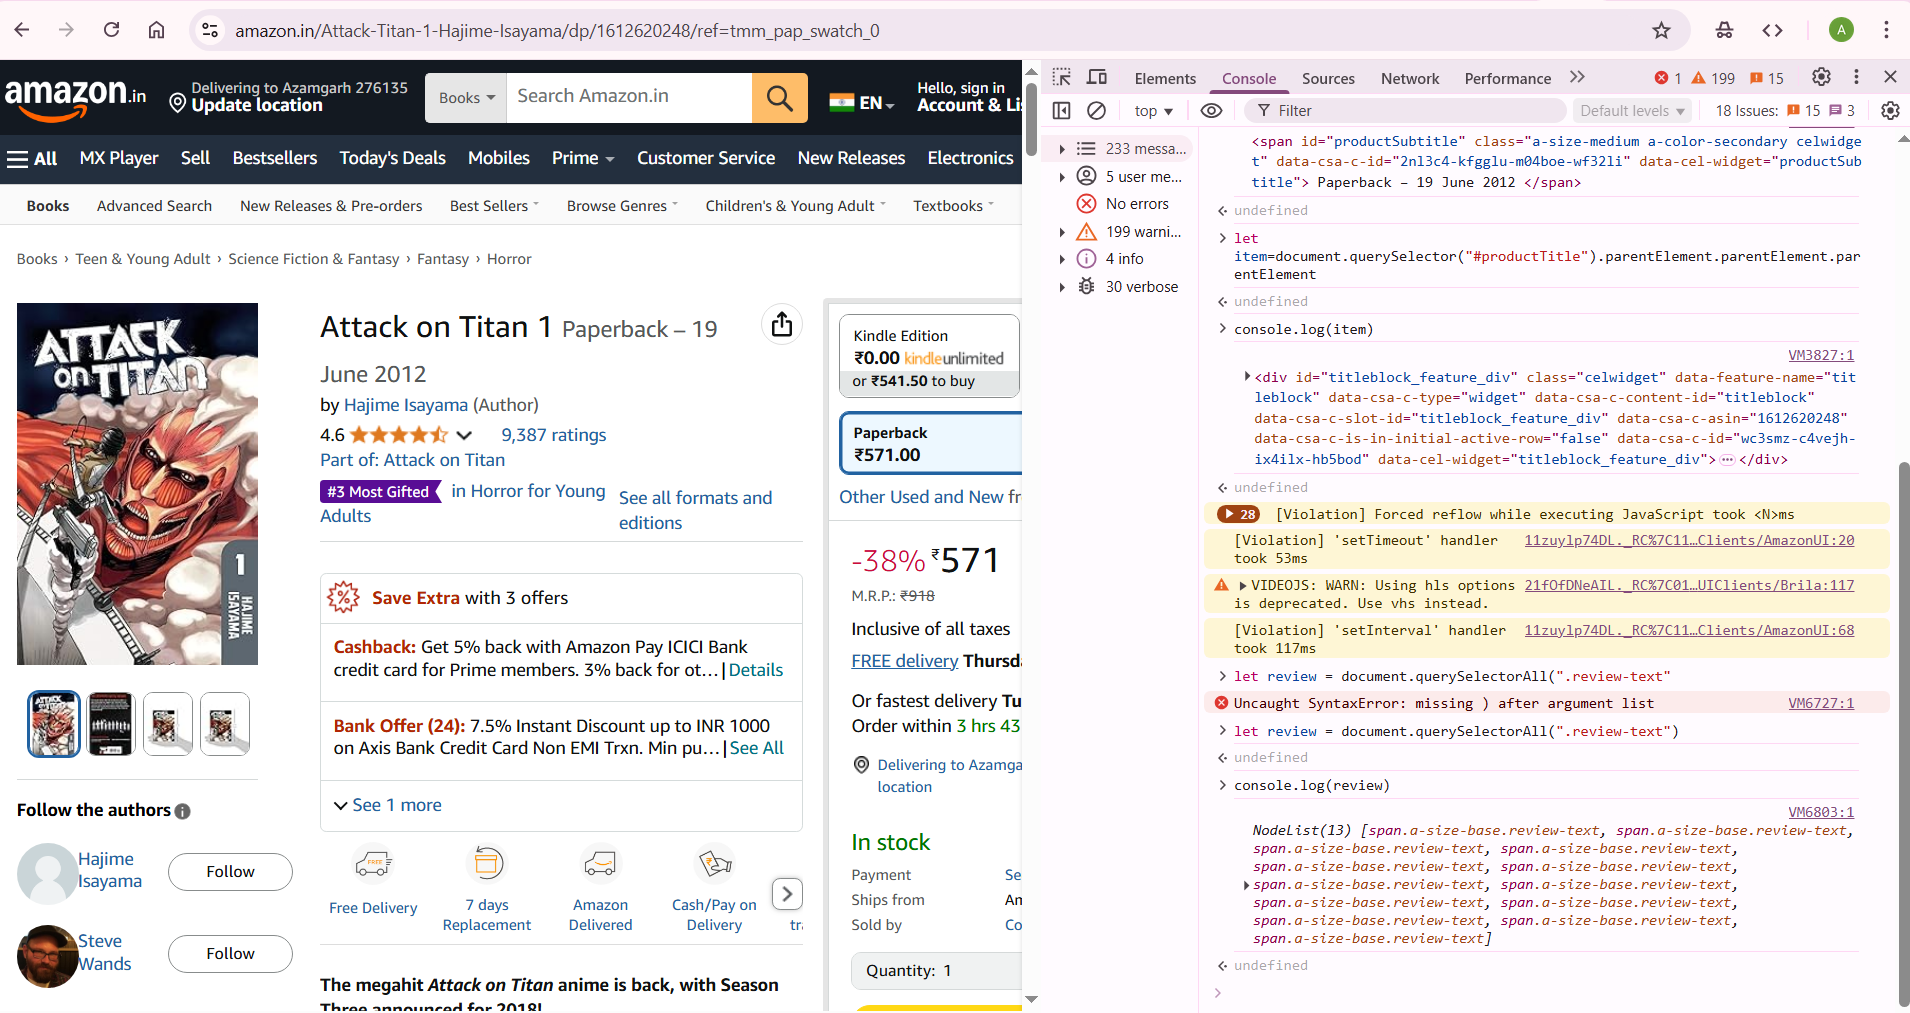 amazon.in/Attack-Titan-1-Hajime-Isayama/dp/1612620248/ref=tmm_pap_swatch_0
A
amazon.in
Delivering to Azamgarh 276135
Update location
Books
Search Amazon.in
EN
Hello, sign in
Account & Li
All
MX Player
Sell
Bestsellers
Today's Deals
Mobiles
Prime
Customer Service
New Releases
Electronics
Books
Advanced Search
New Releases & Pre-orders
Best Sellers
Browse Genres
Children's & Young Adult
Textbooks
Books › Teen & Young Adult › Science Fiction & Fantasy › Fantasy › Horror
ATTACK
ON TITAN
1
HAJIME
ISAYAMA
Follow the authors
Hajime
Isayama
Follow
Steve
Wands
Follow
Attack on Titan 1 Paperback – 19
June 2012
by Hajime Isayama (Author)
4.6
9,387 ratings
Part of: Attack on Titan
#3 Most Gifted in Horror for Young
Adults
See all formats and
editions
Save Extra with 3 offers
Cashback: Get 5% back with Amazon Pay ICICI Bank
credit card for Prime members. 3% back for ot… | Details
Bank Offer (24): 7.5% Instant Discount up to INR 1000
on Axis Bank Credit Card Non EMI Trxn. Min pu… | See All
See 1 more
FREE
Free Delivery
7 days
Replacement
Amazon
Delivered
Cash/Pay on
Delivery
tra
The megahit Attack on Titan anime is back, with Season
Three announced for 2018!
Kindle Edition
₹0.00 kindleunlimited
or ₹541.50 to buy
Paperback
₹571.00
Other Used and New fr
-38% ₹571
M.R.P.: ₹918
Inclusive of all taxes
FREE delivery Thursda
Or fastest delivery Tu
Order within 3 hrs 43
Delivering to Azamga
location
In stock
Payment
Se
Ships from
Am
Sold by
Co
Quantity: 1
Elements
Console
Sources
Network
Performance
1
199
15
top
Filter
Default levels
18 Issues: 15 3
233 messa...
5 user me...
No errors
199 warni...
4 info
30 verbose
<span id="productSubtitle" class="a-size-medium a-color-secondary celwidge
t" data-csa-c-id="2nl3c4-kfgglu-m04boe-wf32li" data-cel-widget="productSub
title"> Paperback – 19 June 2012 </span>
undefined
let
item=document.querySelector("#productTitle").parentElement.parentElement.par
entElement
undefined
console.log(item)
VM3827:1
<div id="titleblock_feature_div" class="celwidget" data-feature-name="tit
leblock" data-csa-c-type="widget" data-csa-c-content-id="titleblock"
data-csa-c-slot-id="titleblock_feature_div" data-csa-c-asin="1612620248"
data-csa-c-is-in-initial-active-row="false" data-csa-c-id="wc3smz-c4vejh-
ix4ilx-hb5bod" data-cel-widget="titleblock_feature_div">…</div>
undefined
28 [Violation] Forced reflow while executing JavaScript took <N>ms
[Violation] 'setTimeout' handler 11zuylp74DL._RC%7C11…Clients/AmazonUI:20
took 53ms
VIDEOJS: WARN: Using hls options 21fOfDNeAIL._RC%7C01…UIClients/Brila:117
is deprecated. Use vhs instead.
[Violation] 'setInterval' handler 11zuylp74DL._RC%7C11…Clients/AmazonUI:68
took 117ms
let review = document.querySelectorAll(".review-text"
Uncaught SyntaxError: missing ) after argument list VM6727:1
let review = document.querySelectorAll(".review-text")
undefined
console.log(review)
VM6803:1
NodeList(13) [span.a-size-base.review-text, span.a-size-base.review-text,
span.a-size-base.review-text, span.a-size-base.review-text,
span.a-size-base.review-text, span.a-size-base.review-text,
span.a-size-base.review-text, span.a-size-base.review-text,
span.a-size-base.review-text, span.a-size-base.review-text,
span.a-size-base.review-text, span.a-size-base.review-text,
span.a-size-base.review-text]
undefined